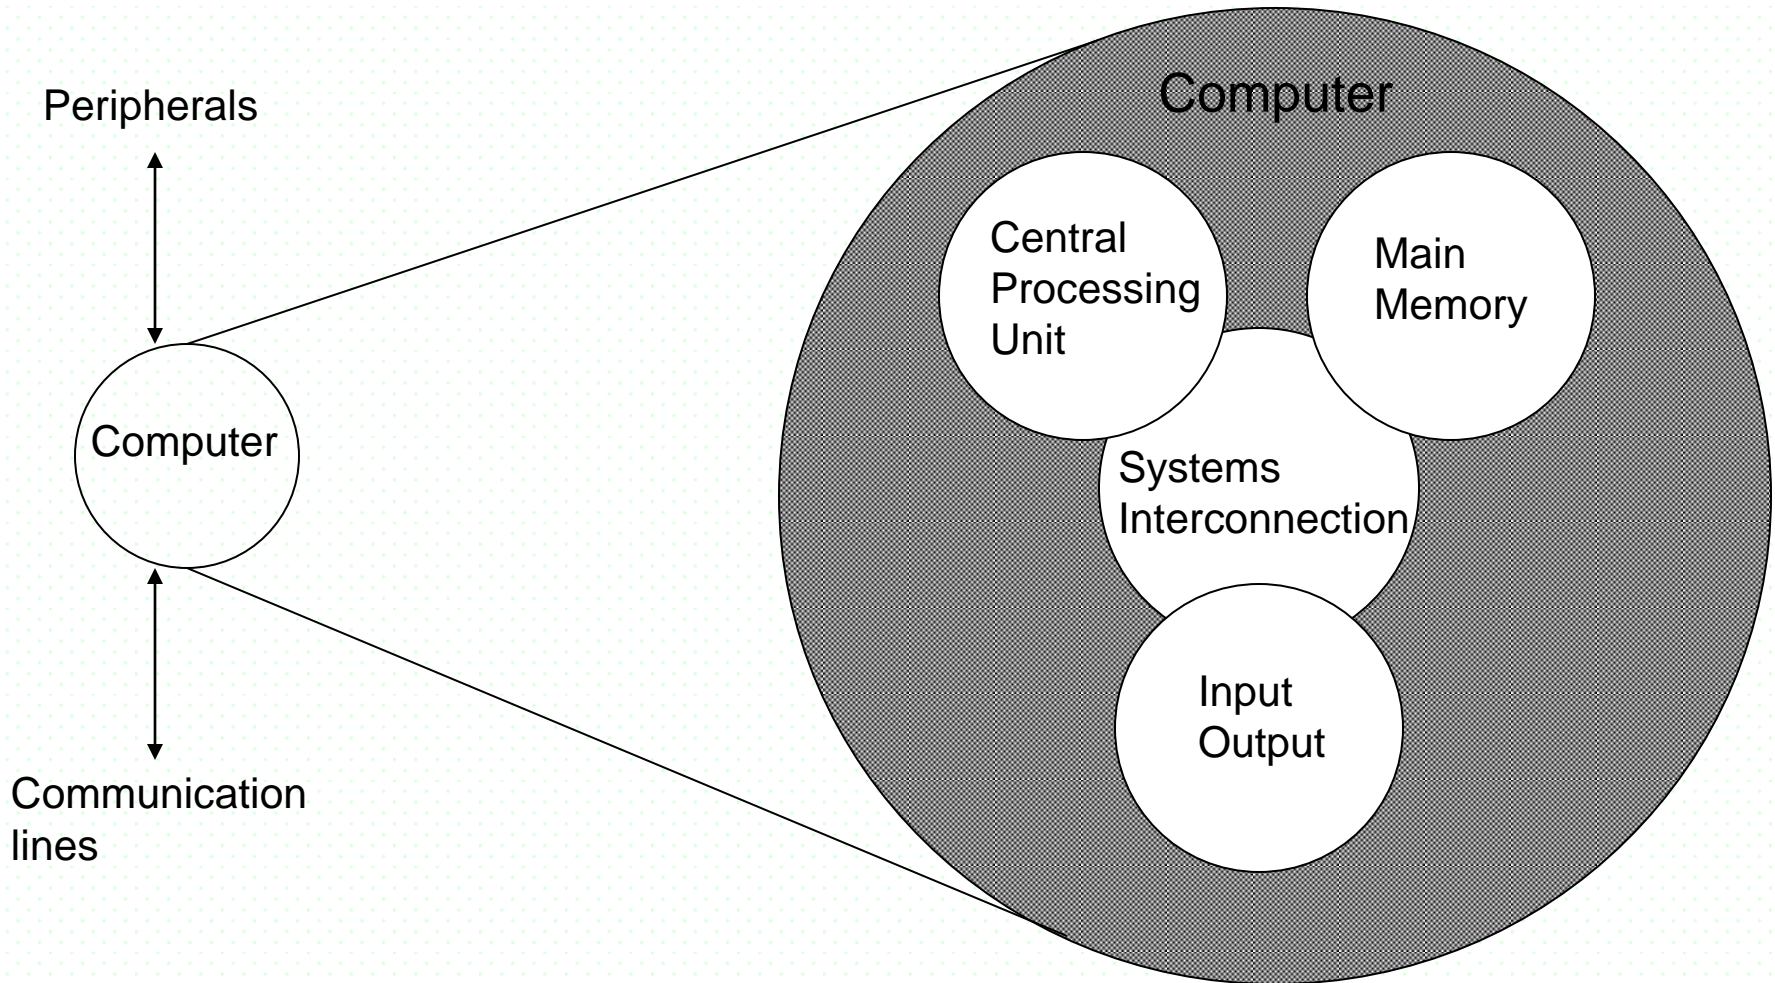 Peripherals
Computer
Communication
lines
Computer
Central
Processing
Unit
Main
Memory
Systems
Interconnection
Input
Output